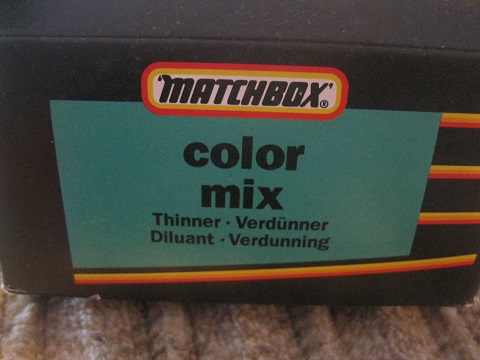 "MATCHBOX"®
color
mix
Thinner · Verdünner
Diluant · Verdunning